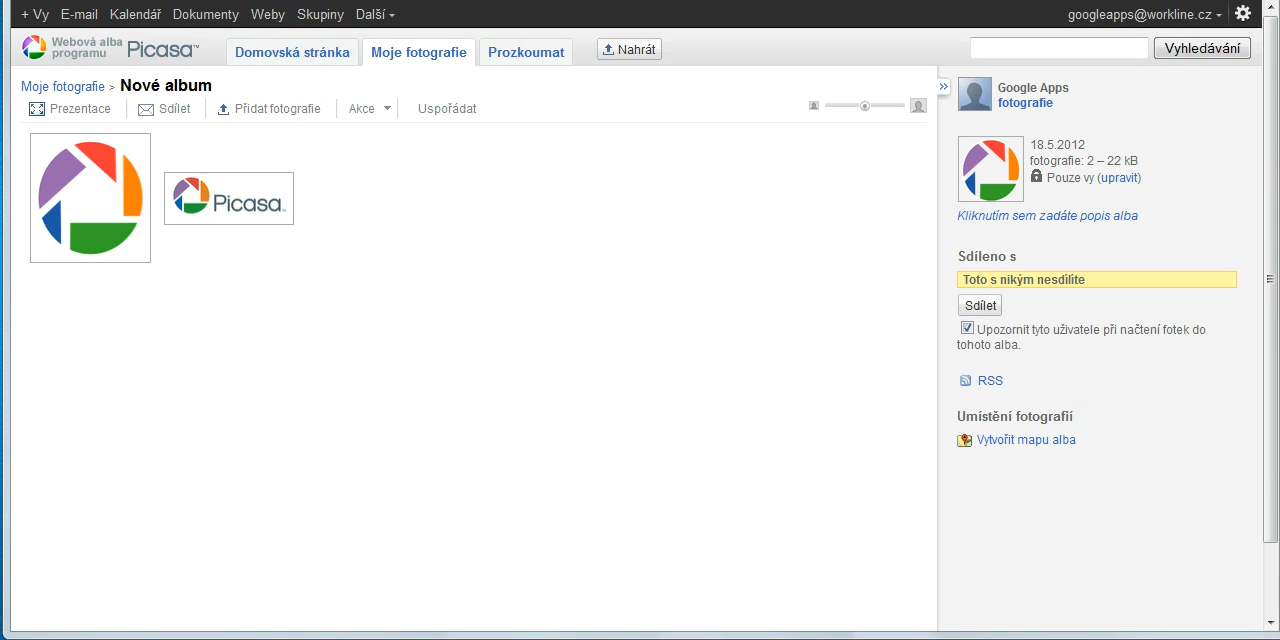 + Vy E-mail Kalendář Dokumenty Weby Skupiny Další
googleapps@workline.cz
Webová alba programu Picasa™
Domovská stránka Moje fotografie Prozkoumat Nahrát Vyhledávání
Moje fotografie > Nové album
Prezentace Sdílet Přidat fotografie Akce Uspořádat
Picasa™
Google Apps
fotografie
18.5.2012
fotografie: 2 – 22 kB
Pouze vy (upravit)
Kliknutím sem zadáte popis alba
Sdíleno s
Toto s nikým nesdílíte
Sdílet
Upozornit tyto uživatele při načtení fotek do
tohoto alba.
RSS
Umístění fotografií
Vytvořit mapu alba